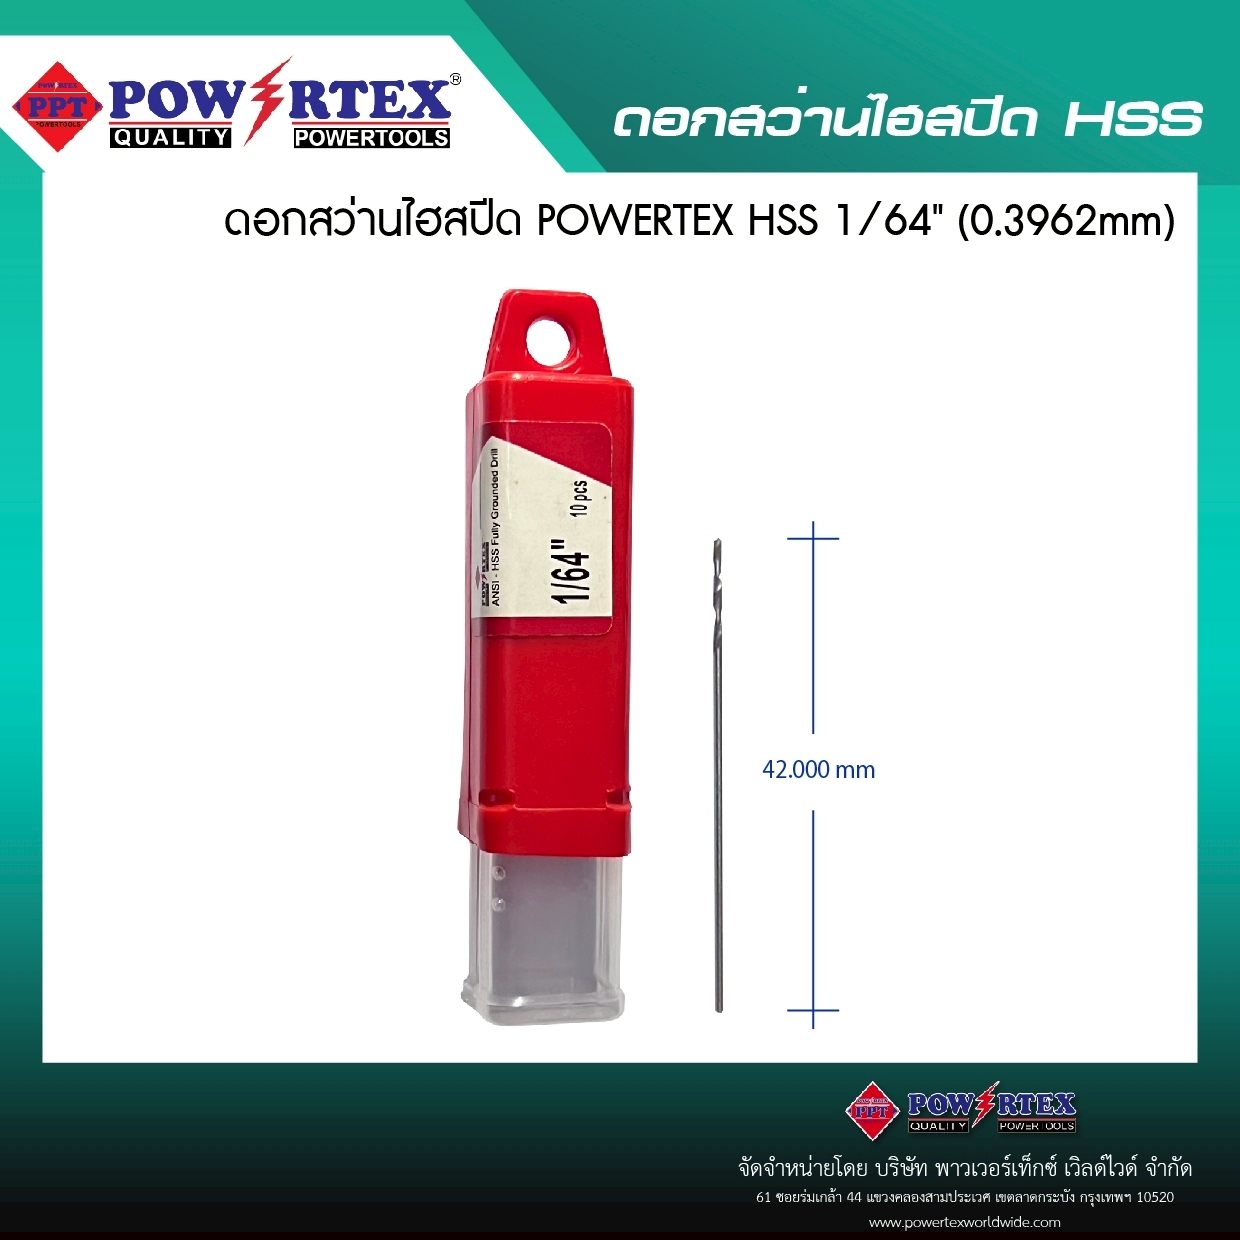 PPT
POWERTEX
POWERTOOLS
POWERTEX®
QUALITY POWERTOOLS
ดอกสว่านไฮสปีด HSS
ดอกสว่านไฮสปีด POWERTEX HSS 1/64" (0.3962mm)
POWERTEX
ANSI - HSS Fully Grounded Drill
1/64" 10 pcs
42.000 mm
PPT
POWERTEX
QUALITY POWERTOOLS
จัดจำหน่ายโดย บริษัท พาวเวอร์เท็กซ์ เวิลด์ไวด์ จำกัด
61 ซอยร่มเกล้า 44 แขวงคลองสามประเวศ เขตลาดกระบัง กรุงเทพฯ 10520
www.powertexworldwide.com